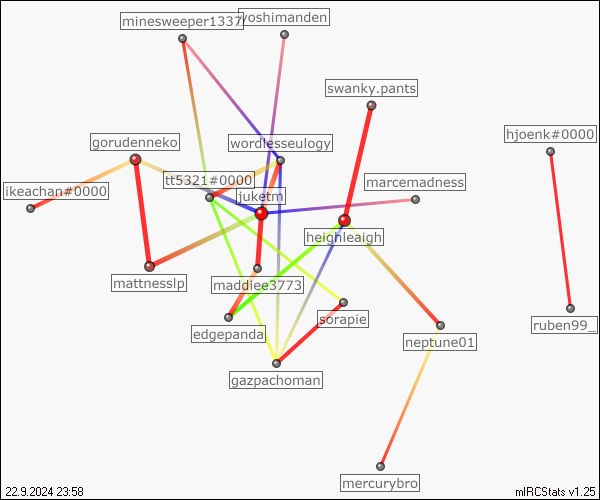 minesweeper1337
yoshimanden
swanky.pants
hjoenk#0000
gorudenneko
wordlesseulogy
tt5321#0000
marcemadness
ikeachan#0000
juketm
heighleaigh
mattnesslp
maddiee3773
sorapie
ruben99_
edgepanda
neptune01
gazpachoman
mercurybro
22.9.2024 23:58
mIRCStats v1.25